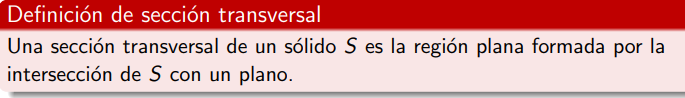 Definición de sección transversal
Una sección transversal de un sólido S es la región plana formada por la
intersección de S con un plano.